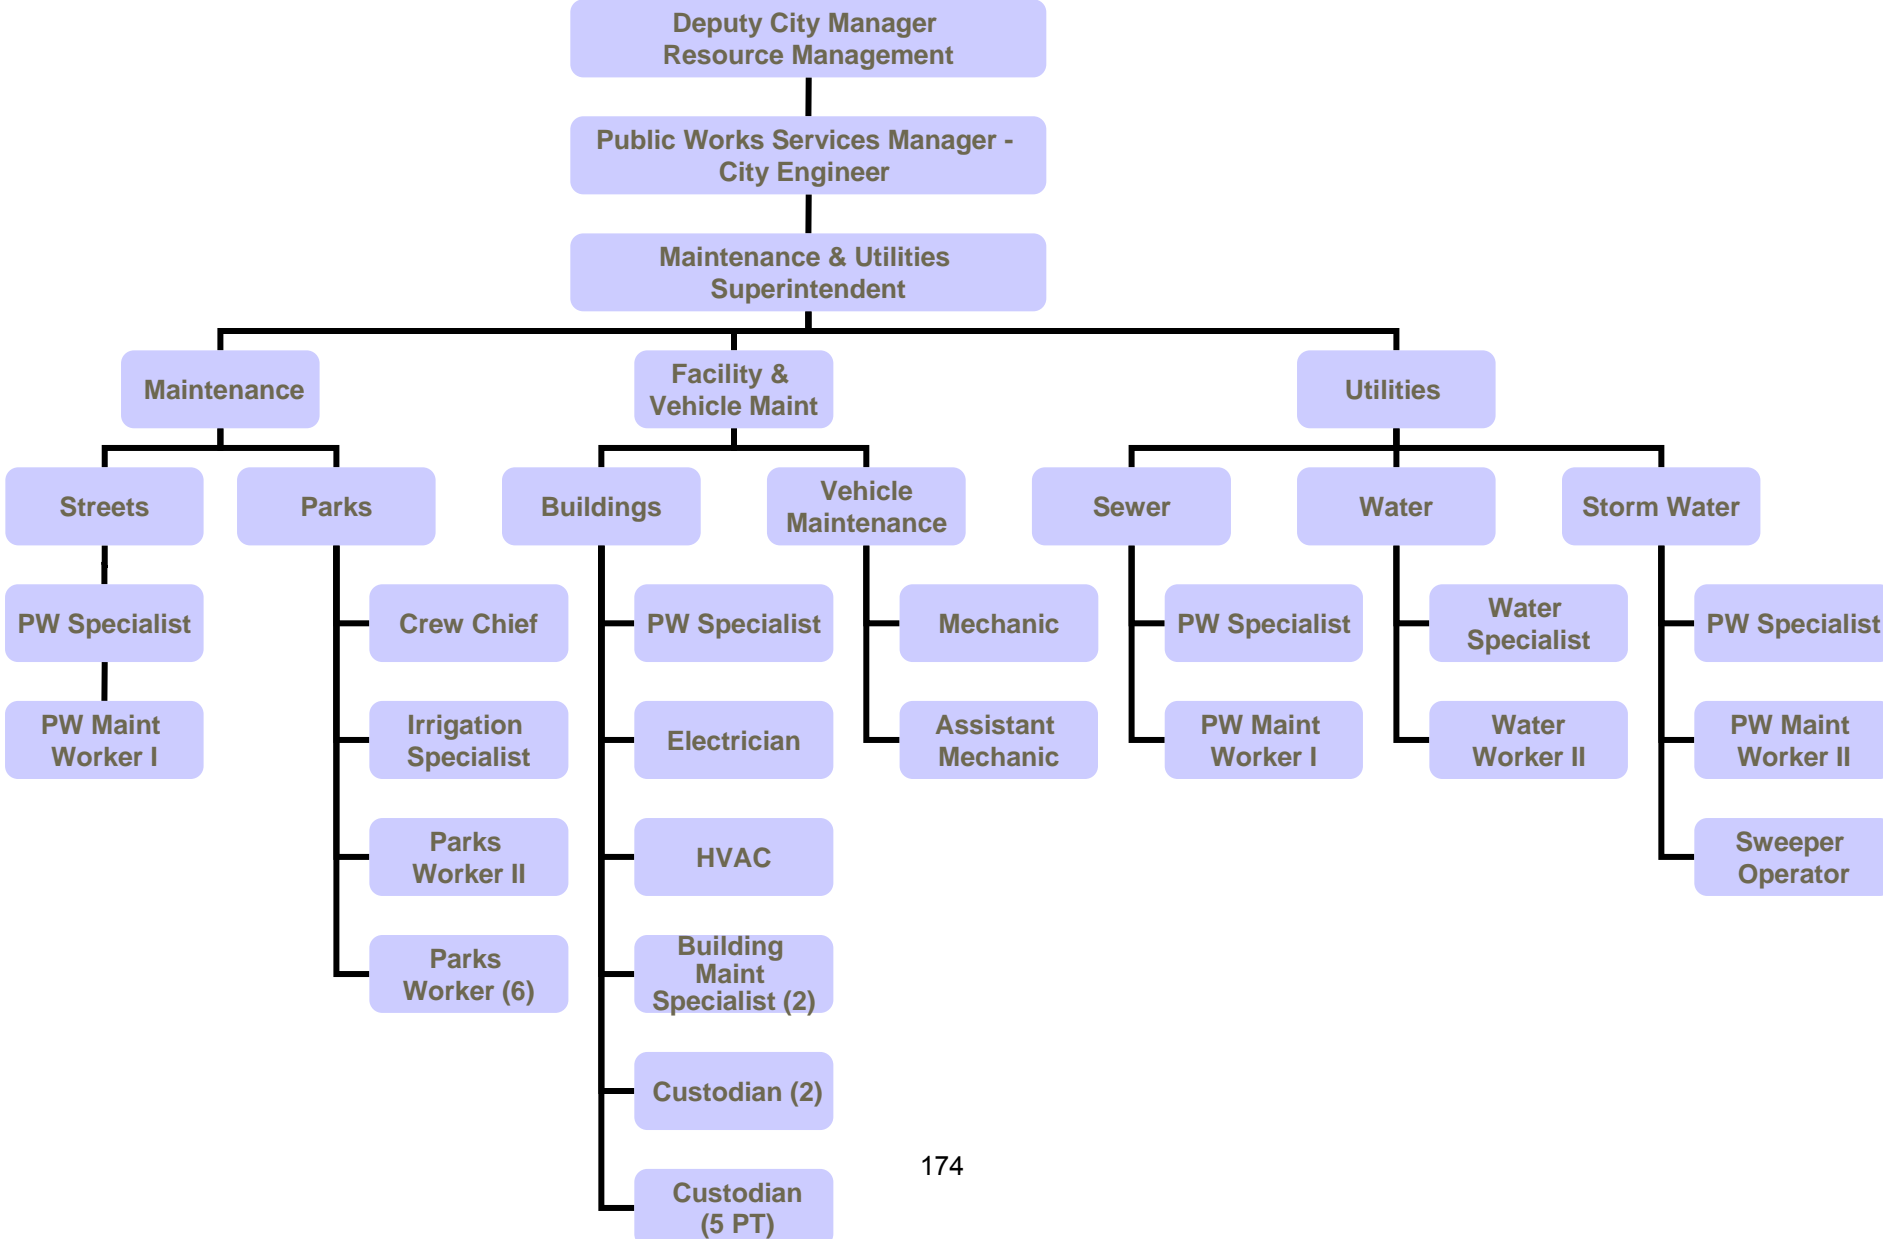 Deputy City Manager
Resource Management
Public Works Services Manager -
City Engineer
Maintenance & Utilities
Superintendent
Maintenance
Facility &
Vehicle Maint
Utilities
Streets
Parks
Buildings
Vehicle
Maintenance
Sewer
Water
Storm Water
PW Specialist
Crew Chief
PW Specialist
Mechanic
PW Specialist
Water
Specialist
PW Specialist
PW Maint
Worker I
Irrigation
Specialist
Electrician
Assistant
Mechanic
PW Maint
Worker I
Water
Worker II
PW Maint
Worker II
Parks
Worker II
HVAC
Sweeper
Operator
Parks
Worker (6)
Building
Maint
Specialist (2)
Custodian (2)
Custodian
(5 PT)
174